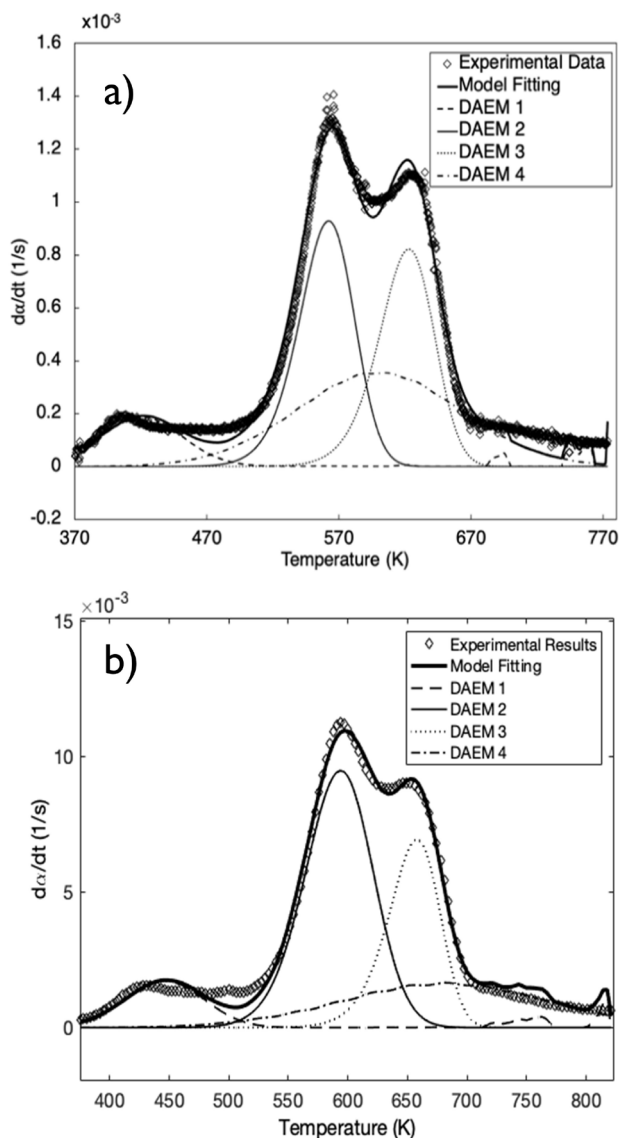 x10⁻³
1.6
a)
Experimental Data
Model Fitting
DAEM 1
DAEM 2
DAEM 3
DAEM 4
1.4
1.2
1
0.8
0.6
0.4
0.2
0
-0.2
dα/dt (1/s)
370 470 570 670 770
Temperature (K)
×10⁻³
15
b)
Experimental Results
Model Fitting
DAEM 1
DAEM 2
DAEM 3
DAEM 4
10
5
0
dα/dt (1/s)
400 450 500 550 600 650 700 750 800
Temperature (K)